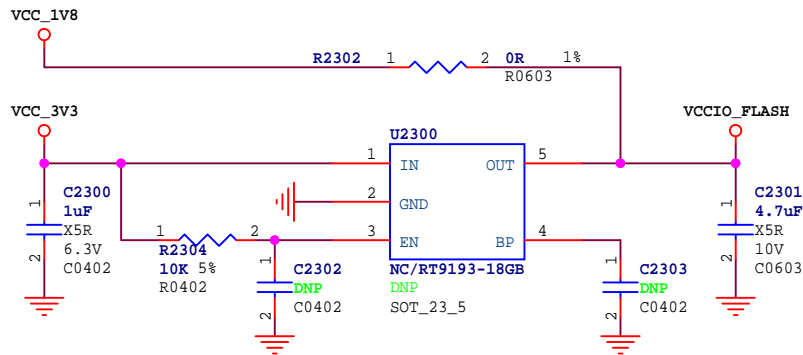 VCC_1V8
R2302 1 2 0R 1%
R0603
VCC_3V3
VCCIO_FLASH
U2300
1 IN OUT 5
2 GND
3 EN BP 4
NC/RT9193-18GB
DNP
SOT_23_5
1 C2300
1uF
X5R
2 6.3V
C0402
1 2
R2304
10K 5%
R0402
1 C2302
DNP
2 C0402
1 C2303
DNP
2 C0402
1 C2301
4.7uF
X5R
2 10V
C0603